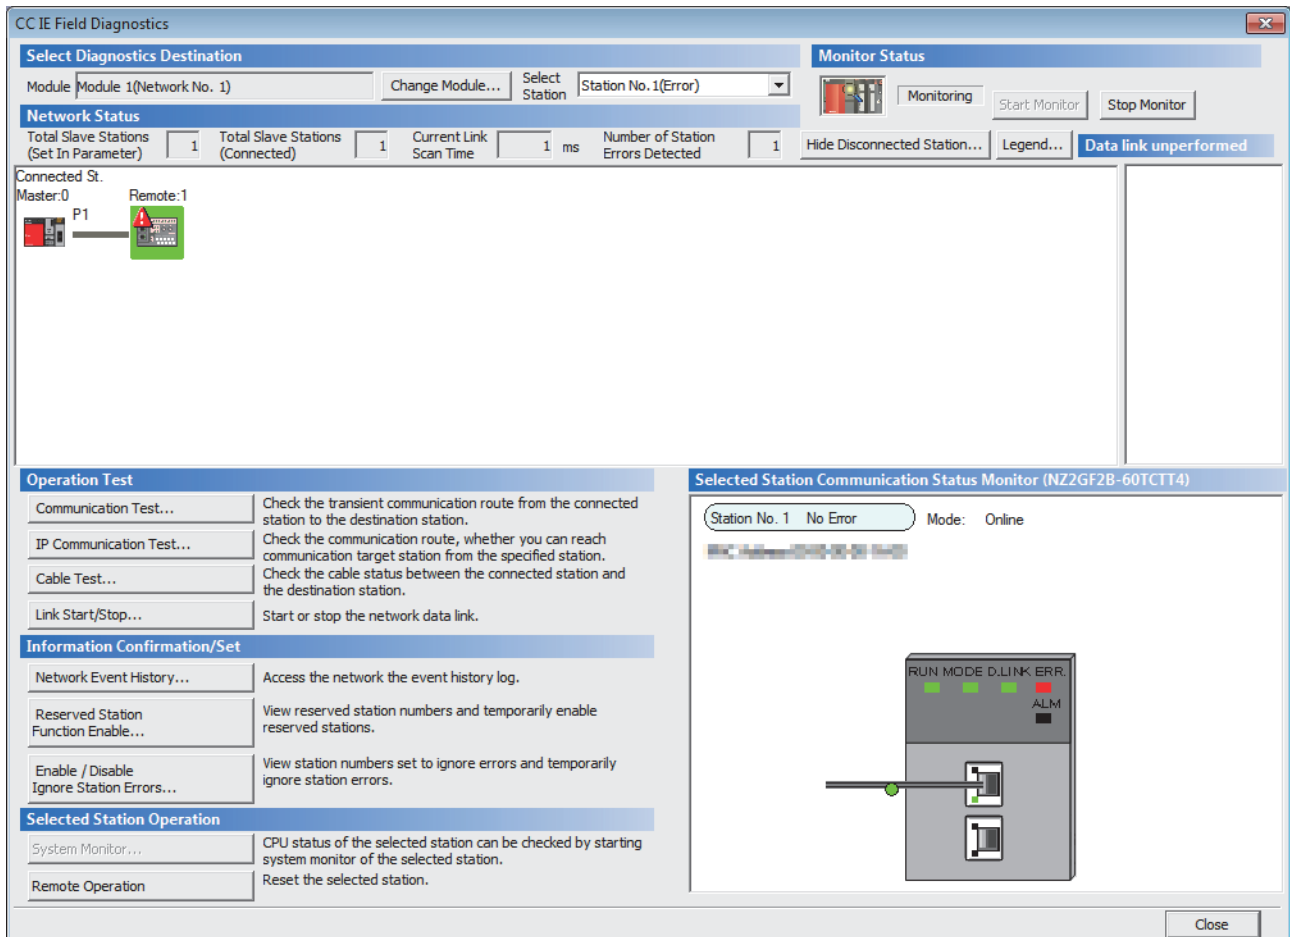 CC IE Field Diagnostics
Select Diagnostics Destination
Monitor Status
Module Module 1(Network No. 1)
Change Module...
Select
Station
Station No.1(Error)
Monitoring
Start Monitor
Stop Monitor
Network Status
Total Slave Stations
(Set In Parameter)
1
Total Slave Stations
(Connected)
1
Current Link
Scan Time
1 ms
Number of Station
Errors Detected
1
Hide Disconnected Station...
Legend...
Data link unperformed
Connected St.
Master:0
Remote:1
P1
Operation Test
Communication Test...
Check the transient communication route from the connected
station to the destination station.
IP Communication Test...
Check the communication route, whether you can reach
communication target station from the specified station.
Cable Test...
Check the cable status between the connected station and
the destination station.
Link Start/Stop...
Start or stop the network data link.
Information Confirmation/Set
Network Event History...
Access the network the event history log.
Reserved Station
Function Enable...
View reserved station numbers and temporarily enable
reserved stations.
Enable / Disable
Ignore Station Errors...
View station numbers set to ignore errors and temporarily
ignore station errors.
Selected Station Operation
System Monitor...
CPU status of the selected station can be checked by starting
system monitor of the selected station.
Remote Operation
Reset the selected station.
Selected Station Communication Status Monitor (NZ2GF2B-60TCTT4)
Station No. 1 No Error
Mode: Online
RUN MODE D.LINK ERR.
ALM
Close